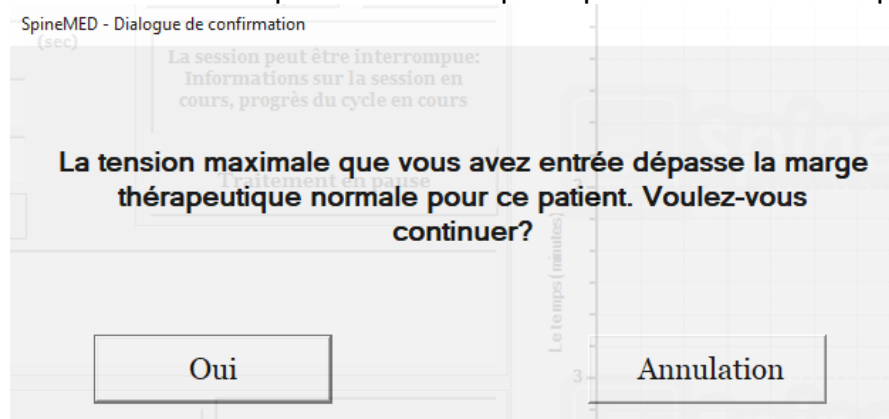 SpineMED - Dialogue de confirmation
(sec)
La session peut être interrompue:
Informations sur la session en
cours, progrès du cycle en cours
Traitement en pause
La tension maximale que vous avez entrée dépasse la marge
thérapeutique normale pour ce patient. Voulez-vous
continuer?
Le temps (minutes)
Oui
Annulation
3